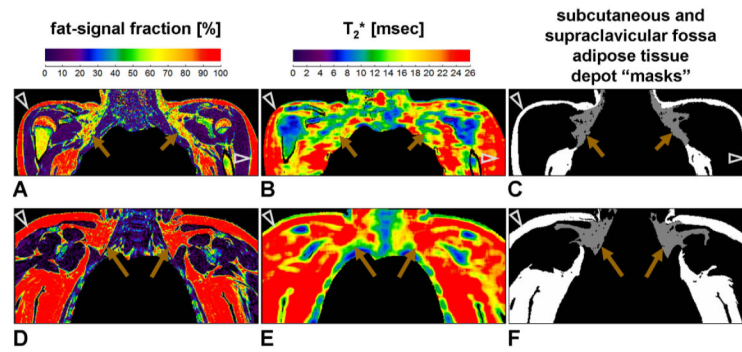 fat-signal fraction [%]
0 10 20 30 40 50 60 70 80 90 100
T2* [msec]
0 2 4 6 8 10 12 14 16 18 20 22 24 26
subcutaneous and
supraclavicular fossa
adipose tissue
depot “masks”
A
B
C
D
E
F